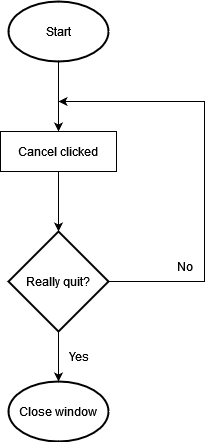 Start
Cancel clicked
Really quit?
No
Yes
Close window